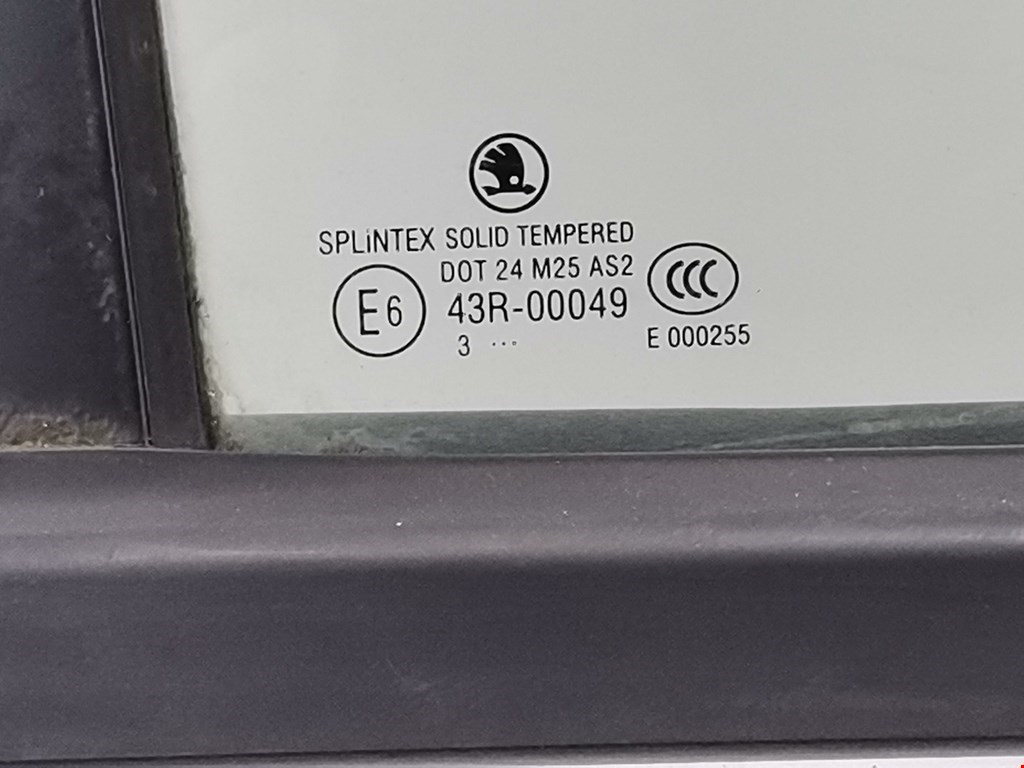 SPLiNTEX SOLID TEMPERED
DOT 24 M25 AS2
E6 43R-00049
CCC
3 ...
E 000255